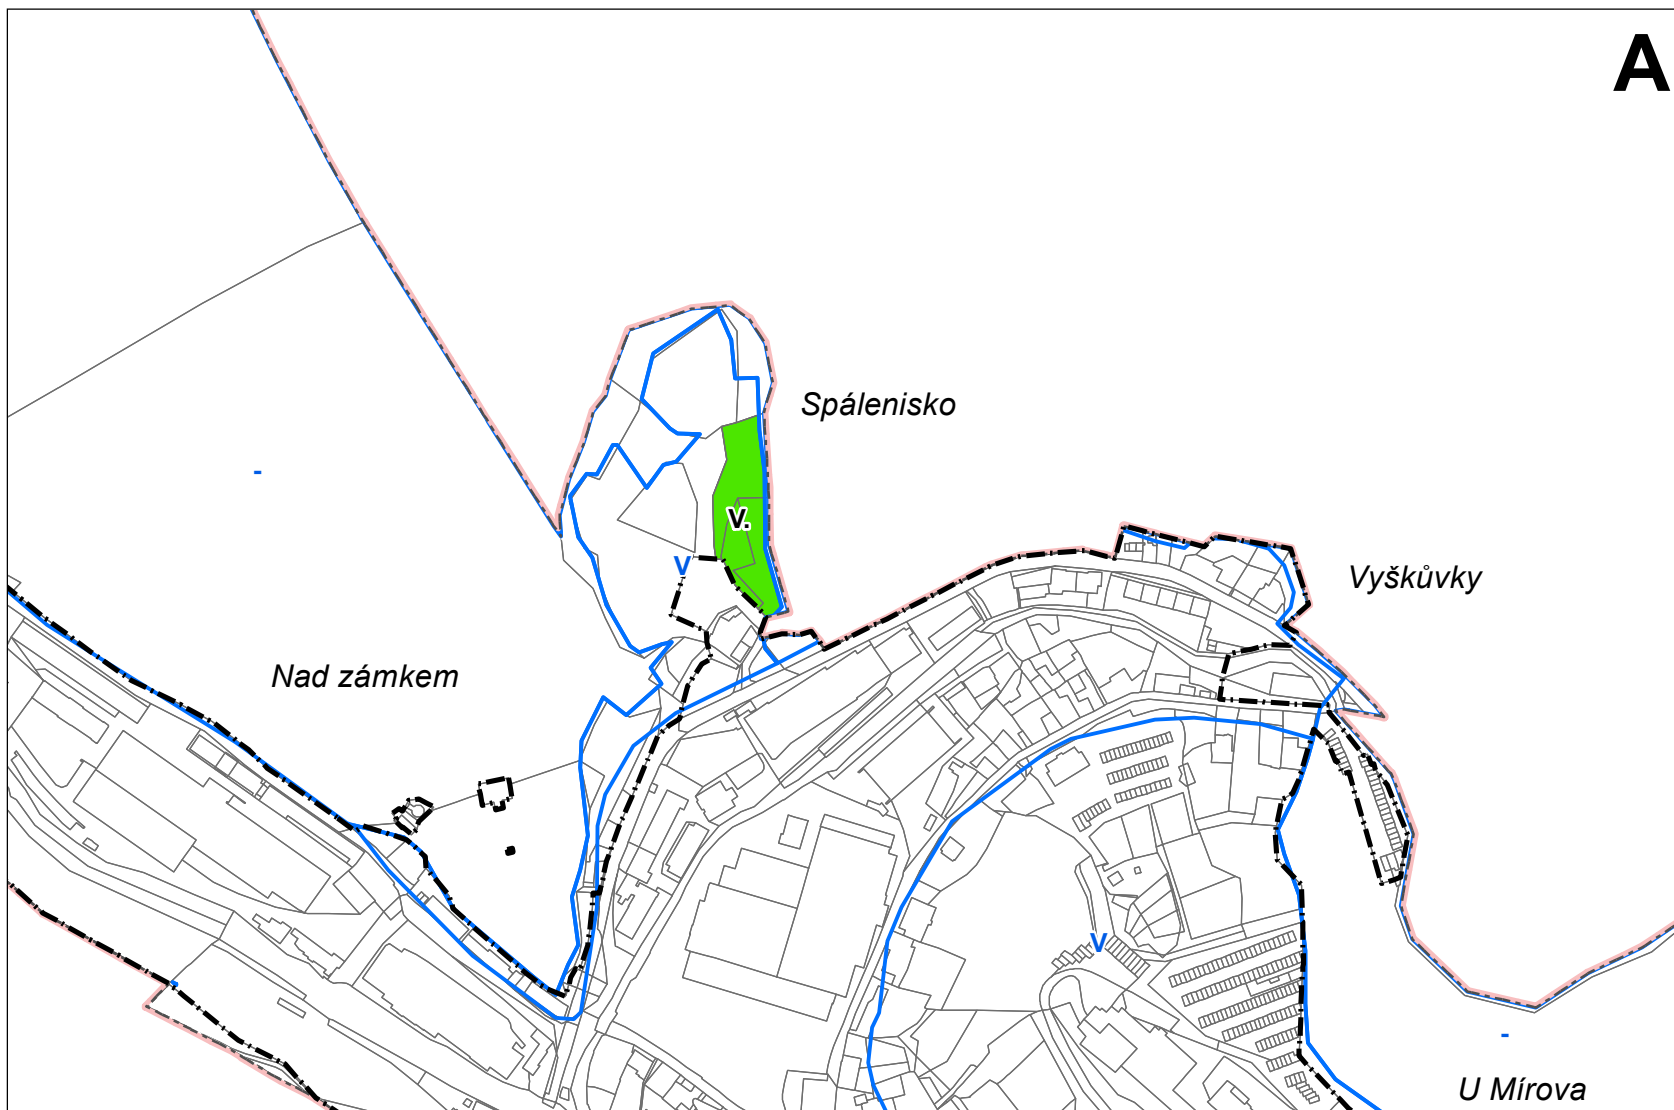 A
Spálenisko
-
V.
V
Vyškůvky
Nad zámkem
V
-
U Mírova